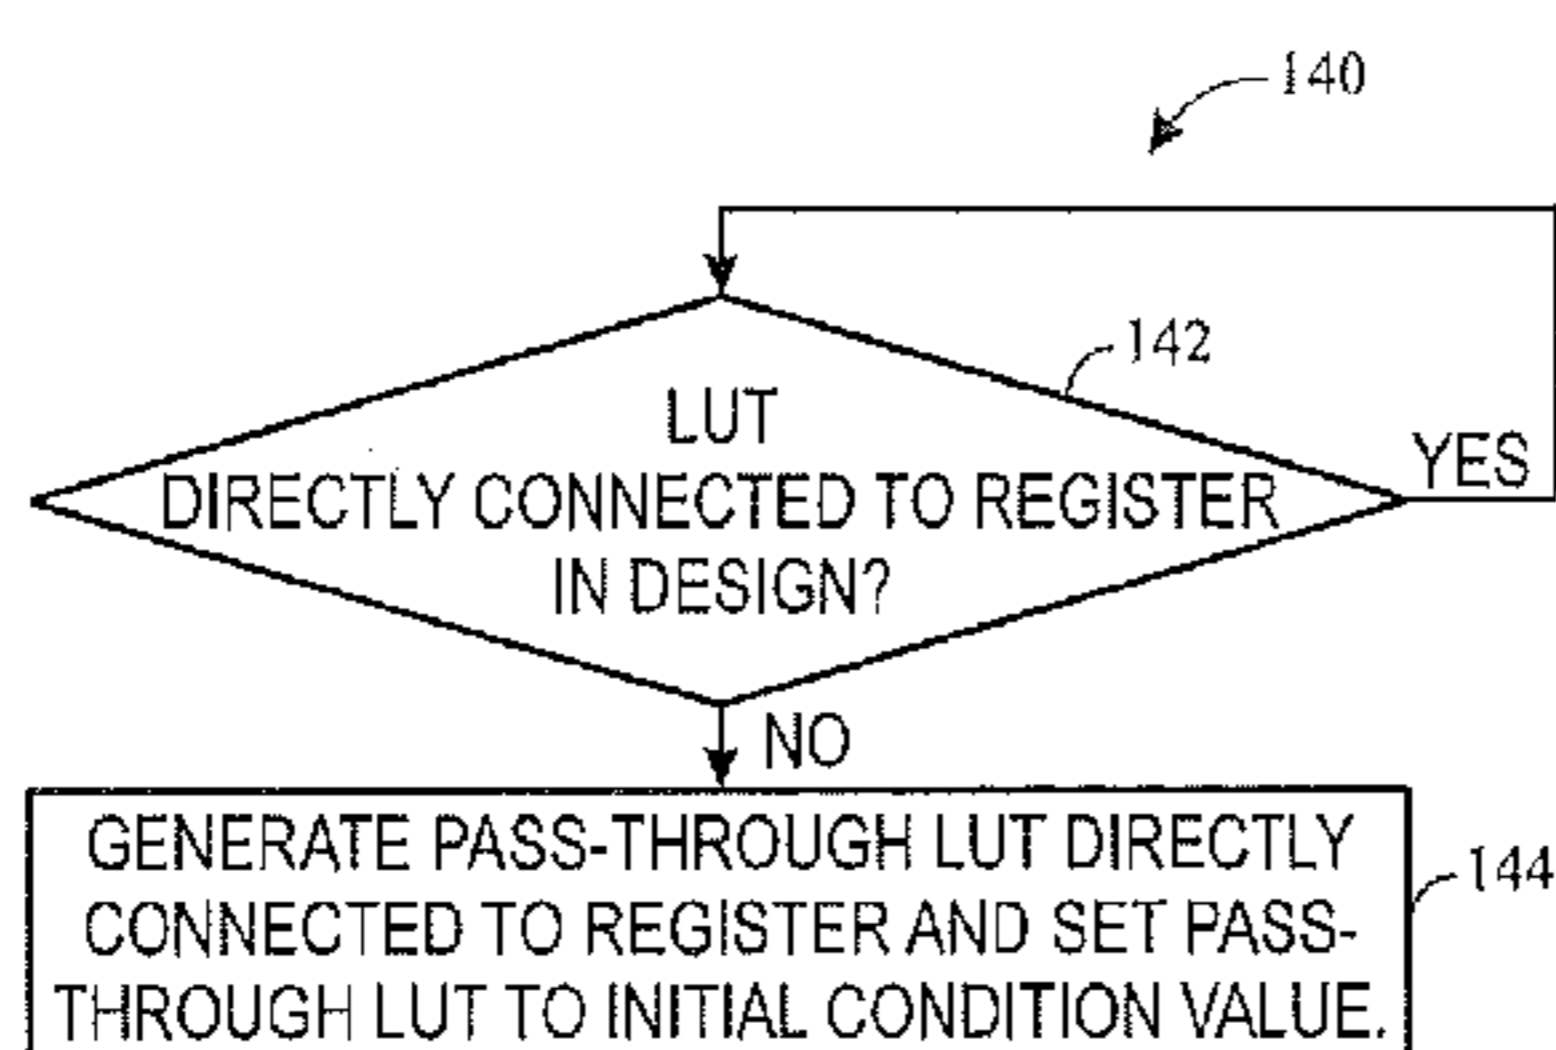 140
142
LUT
DIRECTLY CONNECTED TO REGISTER
IN DESIGN?
YES
NO
GENERATE PASS-THROUGH LUT DIRECTLY
CONNECTED TO REGISTER AND SET PASS-
THROUGH LUT TO INITIAL CONDITION VALUE.
144